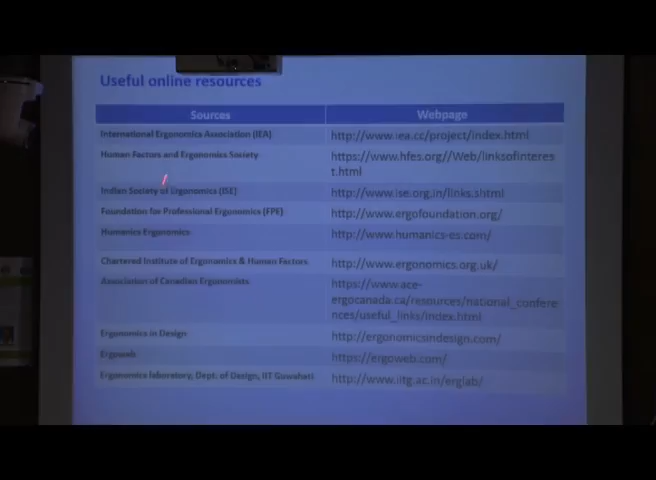 Useful online resources
Sources Webpage
International Ergonomics Association (IEA) http://www.iea.cc/project/index.html
Human Factors and Ergonomics Society https://www.hfes.org//Web/linksofinteres
t.html
Indian Society of Ergonomics (ISE) http://www.ise.org.in/links.shtml
Foundation for Professional Ergonomics (FPE) http://www.ergofoundation.org/
Humanics Ergonomics http://www.humanics-es.com/
Chartered Institute of Ergonomics & Human Factors http://www.ergonomics.org.uk/
Association of Canadian Ergonomists https://www.ace-
ergocanada.ca/resources/national_confere
nces/useful_links/index.html
Ergonomics in Design http://ergonomicsindesign.com/
Ergoweb https://ergoweb.com/
Ergonomics laboratory, Dept. of Design, IIT Guwahati http://www.iitg.ac.in/erglab/